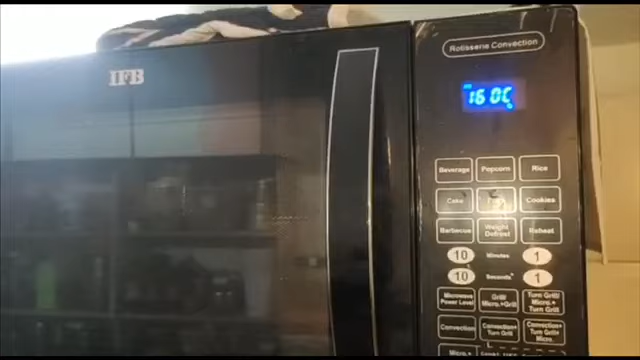 IFB
Rotisserie Convection
160C
Beverage Popcorn Rice
Cake Cookies
Barbecue Weight Defrost Reheat
10 Minutes 1
10 Seconds 1
Microwave Power Level Grill/ Micro.+Grill Turn Grill/ Micro.+ Turn Grill
Convection Convection+ Turn Grill Convection+ Turn Grill+ Micro.
Micro.+